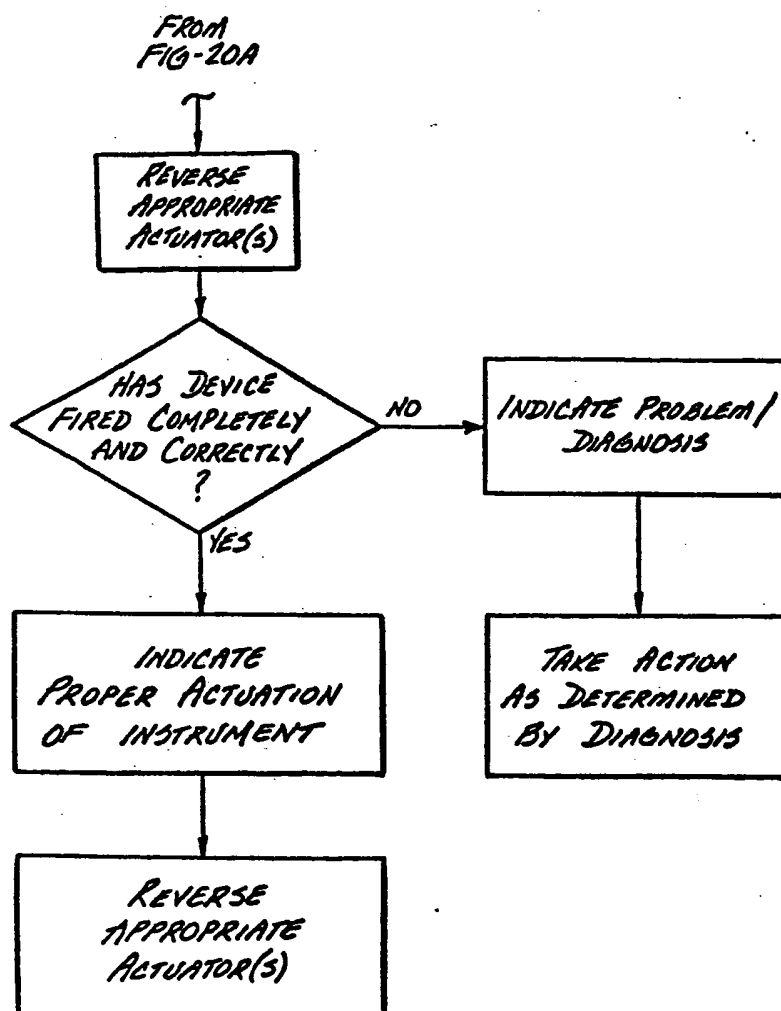 FROM
FIG-20A
REVERSE
APPROPRIATE
ACTUATOR(S)
HAS DEVICE
FIRED COMPLETELY
AND CORRECTLY
?
NO
INDICATE PROBLEM/
DIAGNOSIS
YES
INDICATE
PROPER ACTUATION
OF INSTRUMENT
TAKE ACTION
AS DETERMINED
BY DIAGNOSIS
REVERSE
APPROPRIATE
ACTUATOR(S)